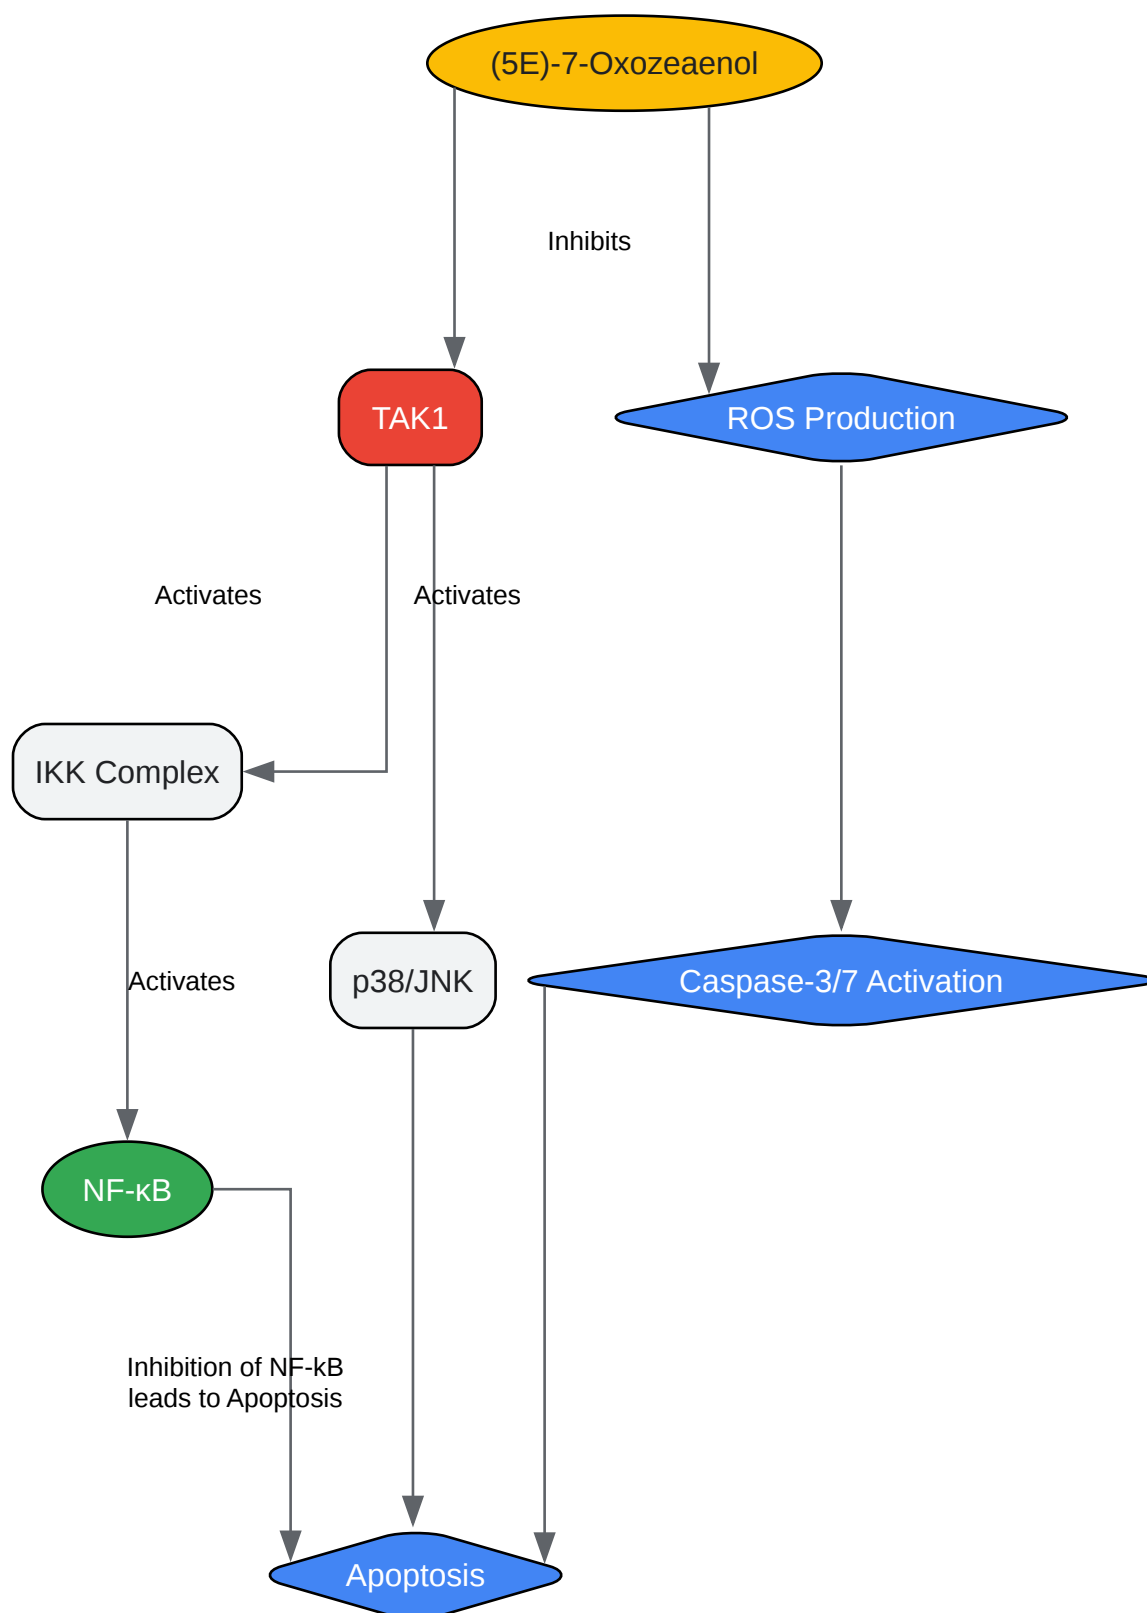 (5E)-7-Oxozeaenol
Inhibits
TAK1
ROS Production
Activates
Activates
IKK Complex
Activates
p38/JNK
Caspase-3/7 Activation
NF-κB
Inhibition of NF-kB
leads to Apoptosis
Apoptosis